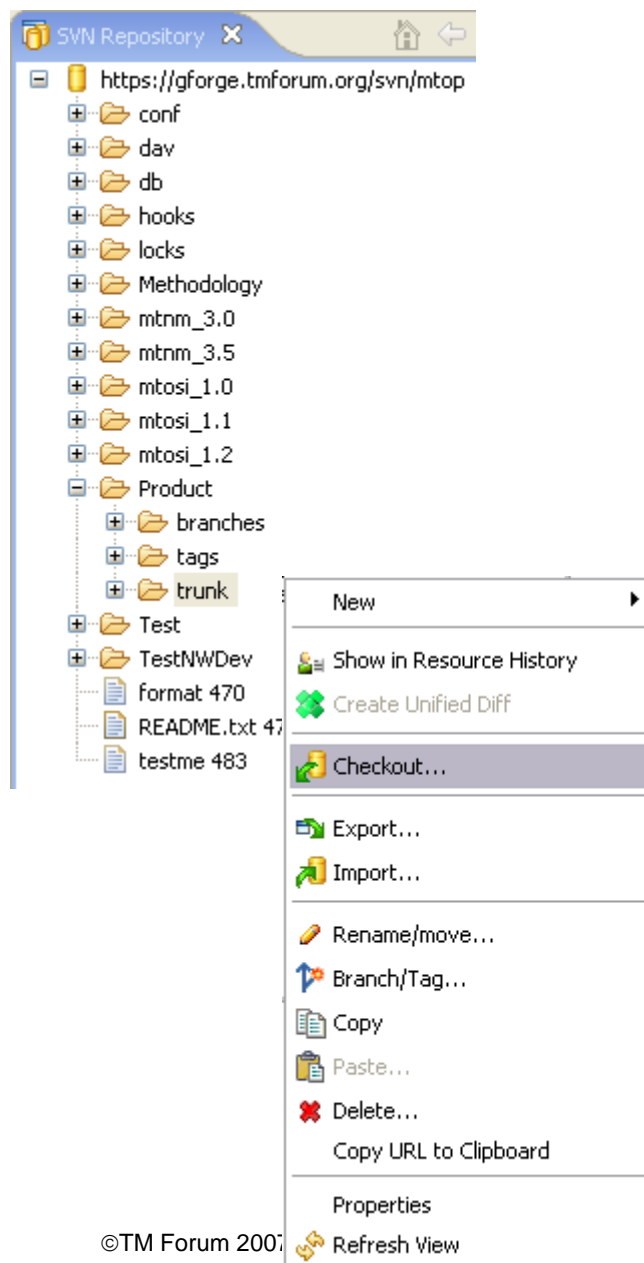 SVN Repository
https://gforge.tmforum.org/svn/mtop
conf
dav
db
hooks
locks
Methodology
mtnm_3.0
mtnm_3.5
mtosi_1.0
mtosi_1.1
mtosi_1.2
Product
branches
tags
trunk
Test
TestNWDev
format 470
README.txt 47
testme 483
New
Show in Resource History
Create Unified Diff
Checkout...
Export...
Import...
Rename/move...
Branch/Tag...
Copy
Paste...
Delete...
Copy URL to Clipboard
Properties
Refresh View
©TM Forum 2007